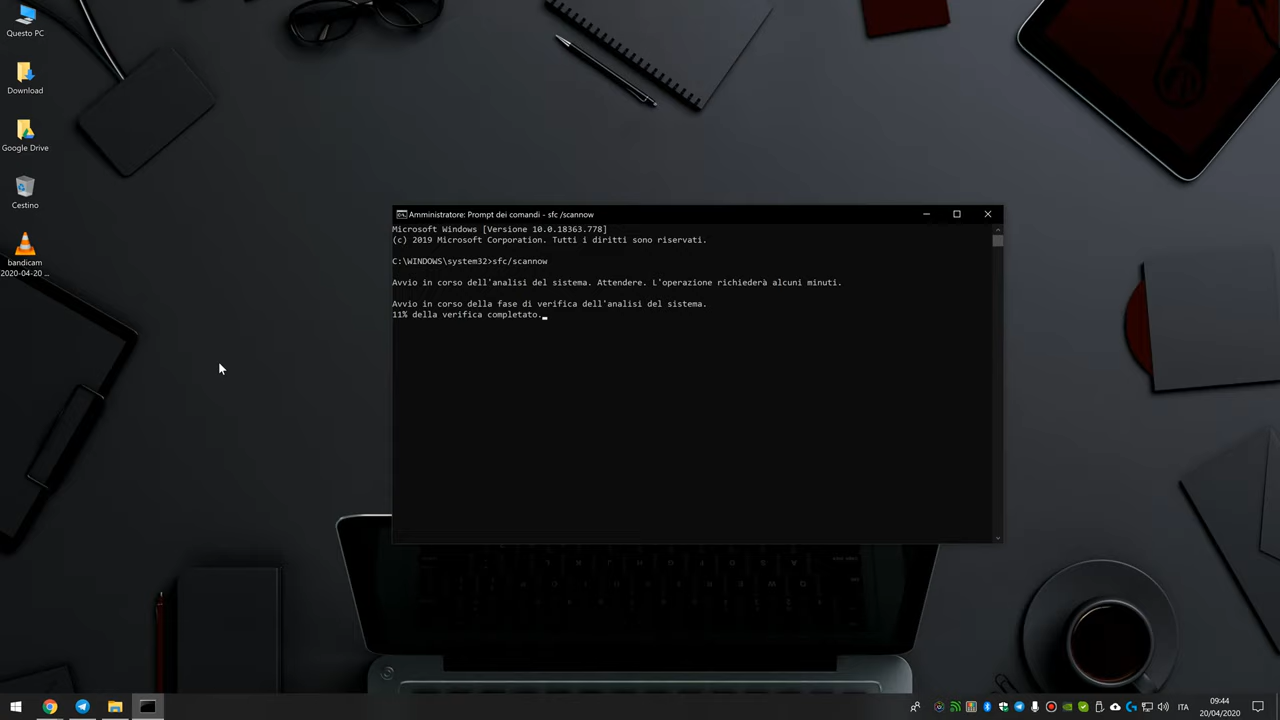 Questo PC
Download
Google Drive
Cestino
bandicam
2020-04-20 ...
Amministratore: Prompt dei comandi - sfc /scannow
Microsoft Windows [Versione 10.0.18363.778]
(c) 2019 Microsoft Corporation. Tutti i diritti sono riservati.
C:\WINDOWS\system32>sfc/scannow
Avvio in corso dell'analisi del sistema. Attendere. L'operazione richiederà alcuni minuti.
Avvio in corso della fase di verifica dell'analisi del sistema.
11% della verifica completato.
ITA
09:44
20/04/2020